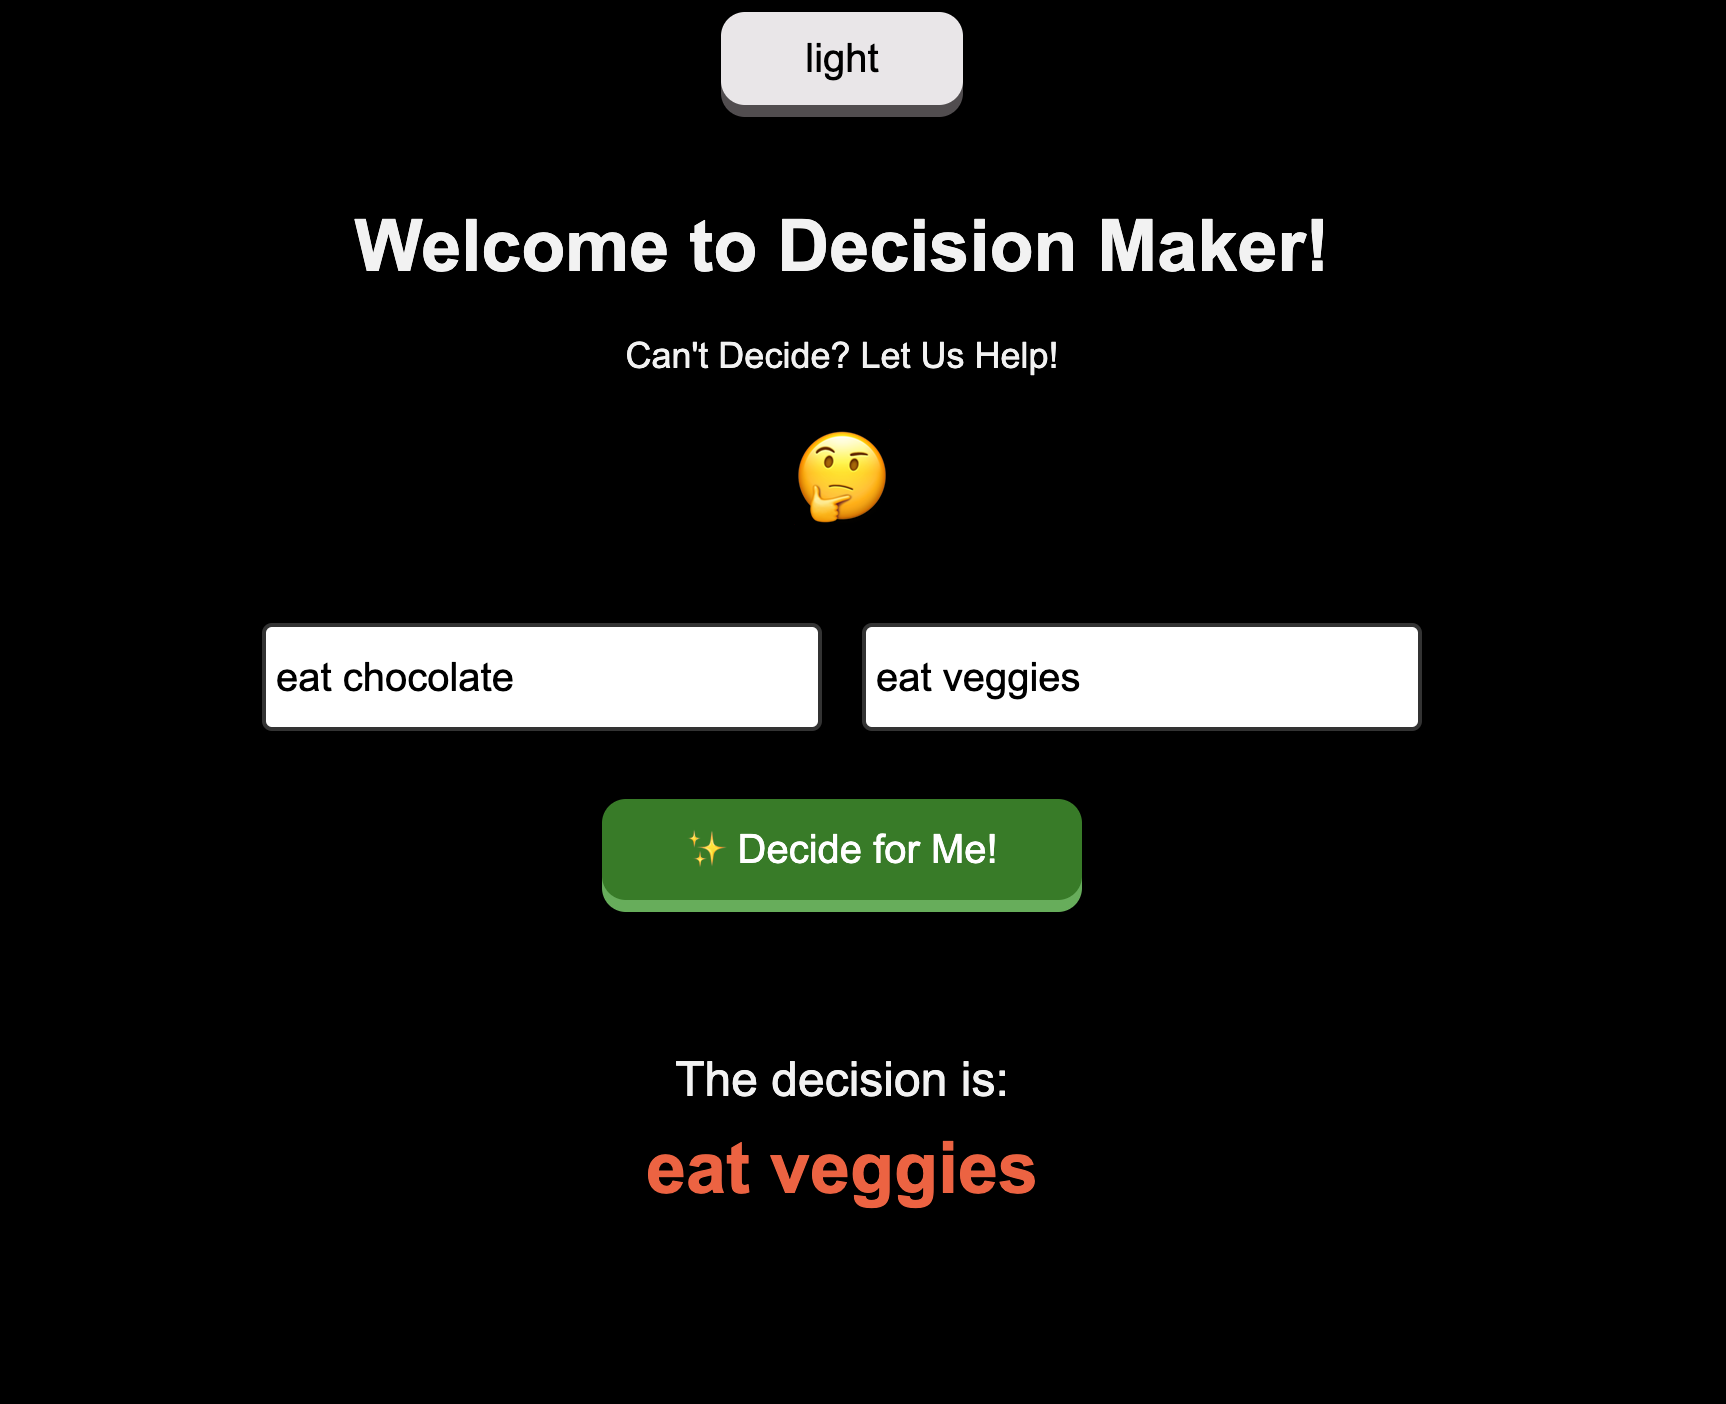 light
Welcome to Decision Maker!
Can't Decide? Let Us Help!
eat chocolate
eat veggies
✨ Decide for Me!
The decision is:
eat veggies